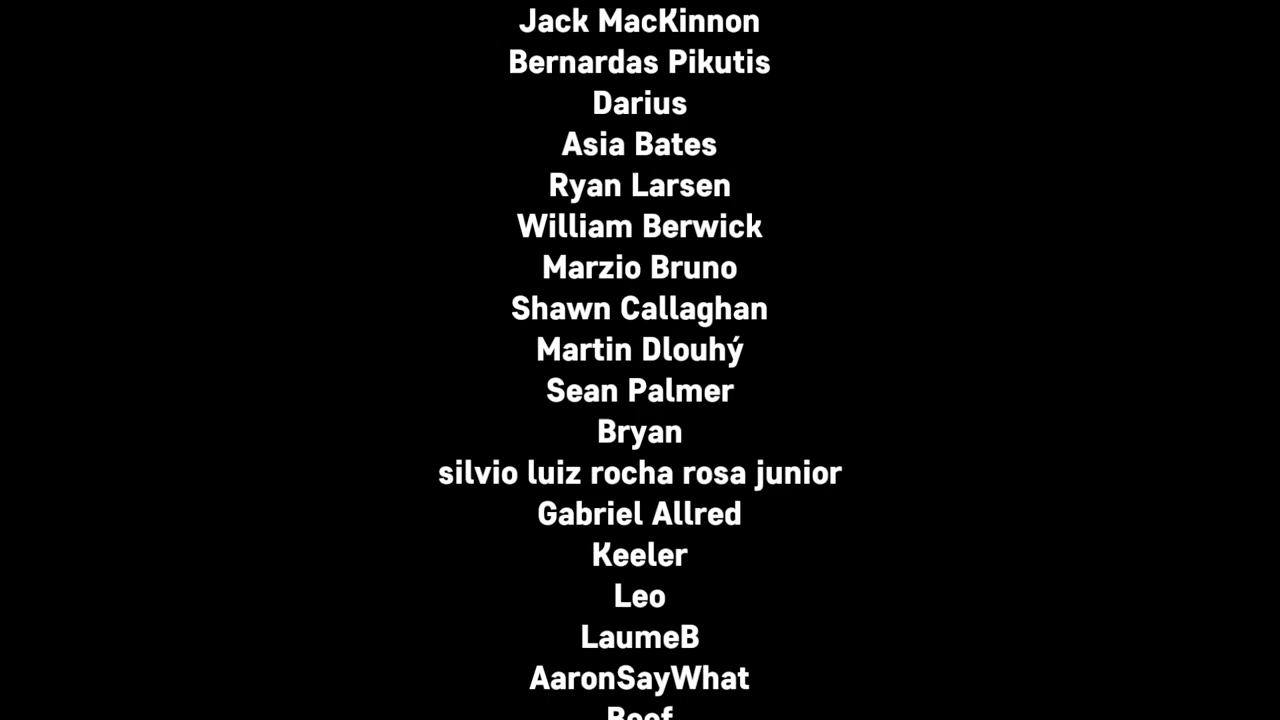 Jack MacKinnon
Bernardas Pikutis
Darius
Asia Bates
Ryan Larsen
William Berwick
Marzio Bruno
Shawn Callaghan
Martin Dlouhý
Sean Palmer
Bryan
silvio luiz rocha rosa junior
Gabriel Allred
Keeler
Leo
LaumeB
AaronSayWhat